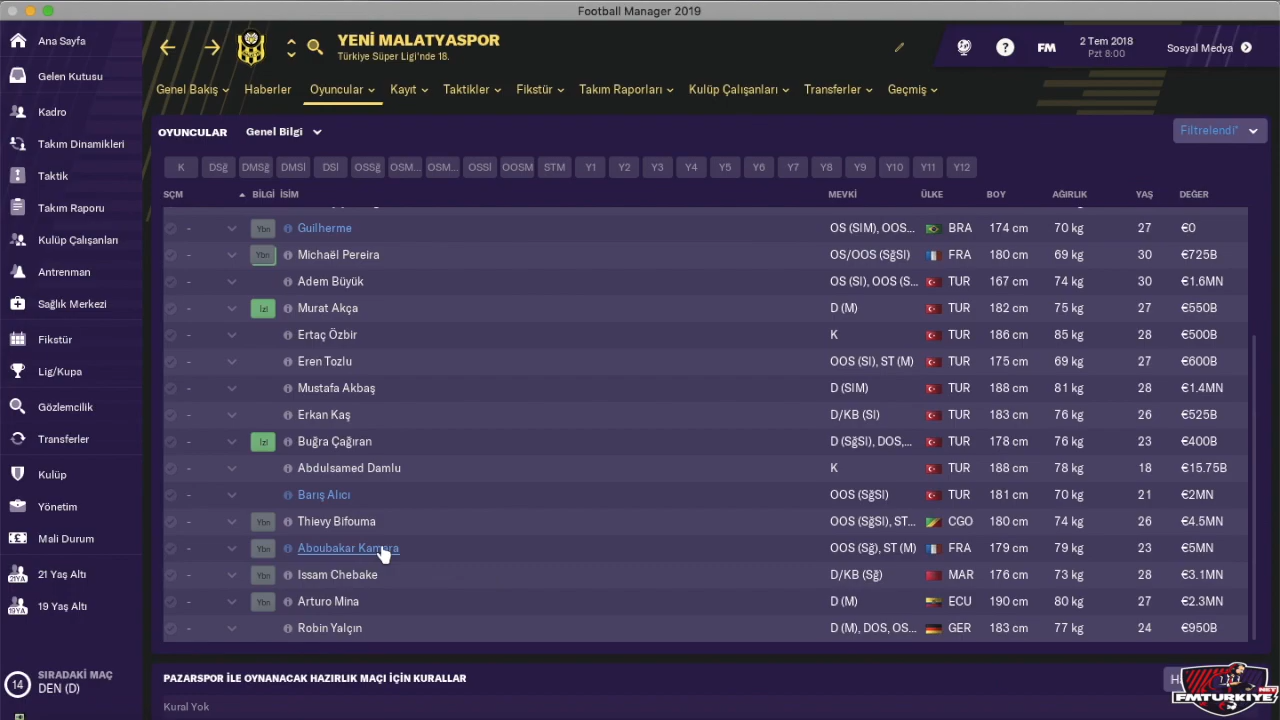 Football Manager 2019
Ana Sayfa
Gelen Kutusu
Kadro
Takım Dinamikleri
Taktik
Takım Raporu
Kulüp Çalışanları
Antrenman
Sağlık Merkezi
Fikstür
Lig/Kupa
Gözlemcilik
Transferler
Kulüp
Yönetim
Mali Durum
21YA 21 Yaş Altı
19YA 19 Yaş Altı
14 SIRADAKİ MAÇ
DEN (D)
YENİ MALATYASPOR
Türkiye Süper Ligi'nde 18.
? FM 2 Tem 2018
Pzt 8:00
Sosyal Medya
Genel Bakış Haberler Oyuncular Kayıt Taktikler Fikstür Takım Raporları Kulüp Çalışanları Transferler Geçmiş
OYUNCULAR Genel Bilgi Filtrelendi*
K DSğ DMSğ DMSl DSl OSSğ OSM... OSM... OSSl OOSM STM Y1 Y2 Y3 Y4 Y5 Y6 Y7 Y8 Y9 Y10 Y11 Y12
SÇM BİLGİ İSİM MEVKİ ÜLKE BOY AĞIRLIK YAŞ DEĞER
- Ybn Guilherme OS (SlM), OOS... BRA 174 cm 70 kg 27 €0
- Ybn Michaël Pereira OS/OOS (SğSl) FRA 180 cm 69 kg 30 €725B
- Adem Büyük OS (Sl), OOS (S... TUR 167 cm 74 kg 30 €1.6MN
- İzl Murat Akça D (M) TUR 182 cm 75 kg 27 €550B
- Ertaç Özbir K TUR 186 cm 85 kg 28 €500B
- Eren Tozlu OOS (Sl), ST (M) TUR 175 cm 69 kg 27 €600B
- Mustafa Akbaş D (SlM) TUR 188 cm 81 kg 28 €1.4MN
- Erkan Kaş D/KB (Sl) TUR 183 cm 76 kg 26 €525B
- İzl Buğra Çağıran D (SğSl), DOS,... TUR 178 cm 76 kg 23 €400B
- Abdulsamed Damlu K TUR 188 cm 78 kg 18 €15.75B
- Barış Alıcı OOS (SğSl) TUR 181 cm 70 kg 21 €2MN
- Ybn Thievy Bifouma OOS (SğSl), ST... CGO 180 cm 74 kg 26 €4.5MN
- Ybn Aboubakar Kamara OOS (Sğ), ST (M) FRA 179 cm 73 kg 23 €5MN
- Ybn Issam Chebake D/KB (Sğ) MAR 176 cm 73 kg 28 €3.1MN
- Ybn Arturo Mina D (M) ECU 190 cm 80 kg 27 €2.3MN
- Robin Yalçın D (M), DOS, OS... GER 183 cm 77 kg 24 €950B
PAZARSPOR İLE OYNANACAK HAZIRLIK MAÇI İÇİN KURALLAR
Kural Yok
FMTURKIYE.NET